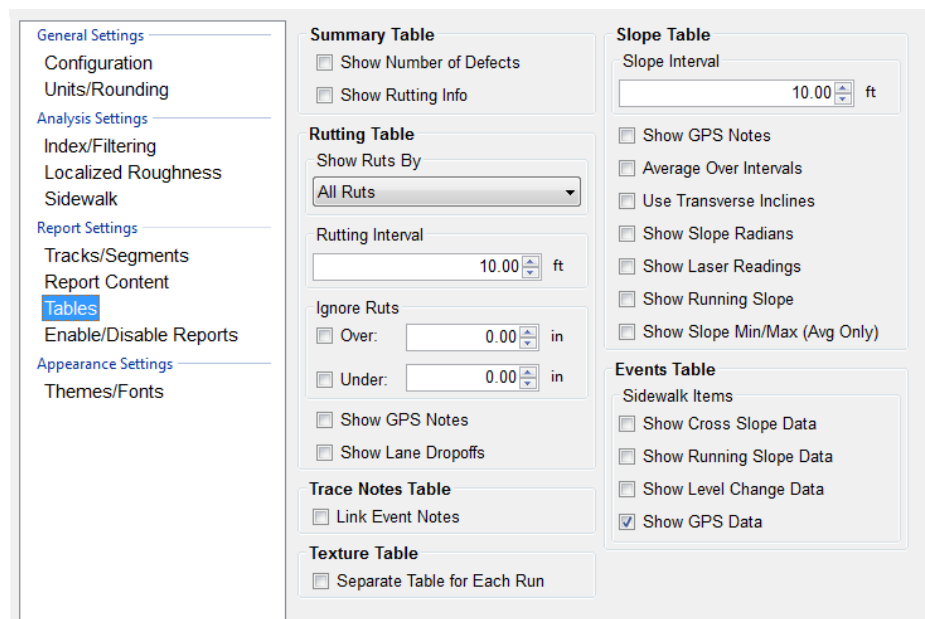 General Settings
Configuration
Units/Rounding
Analysis Settings
Index/Filtering
Localized Roughness
Sidewalk
Report Settings
Tracks/Segments
Report Content
Tables
Enable/Disable Reports
Appearance Settings
Themes/Fonts
Summary Table
Show Number of Defects
Show Rutting Info
Rutting Table
Show Ruts By
All Ruts
Rutting Interval
10.00 ft
Ignore Ruts
Over: 0.00 in
Under: 0.00 in
Show GPS Notes
Show Lane Dropoffs
Trace Notes Table
Link Event Notes
Texture Table
Separate Table for Each Run
Slope Table
Slope Interval
10.00 ft
Show GPS Notes
Average Over Intervals
Use Transverse Inclines
Show Slope Radians
Show Laser Readings
Show Running Slope
Show Slope Min/Max (Avg Only)
Events Table
Sidewalk Items
Show Cross Slope Data
Show Running Slope Data
Show Level Change Data
Show GPS Data